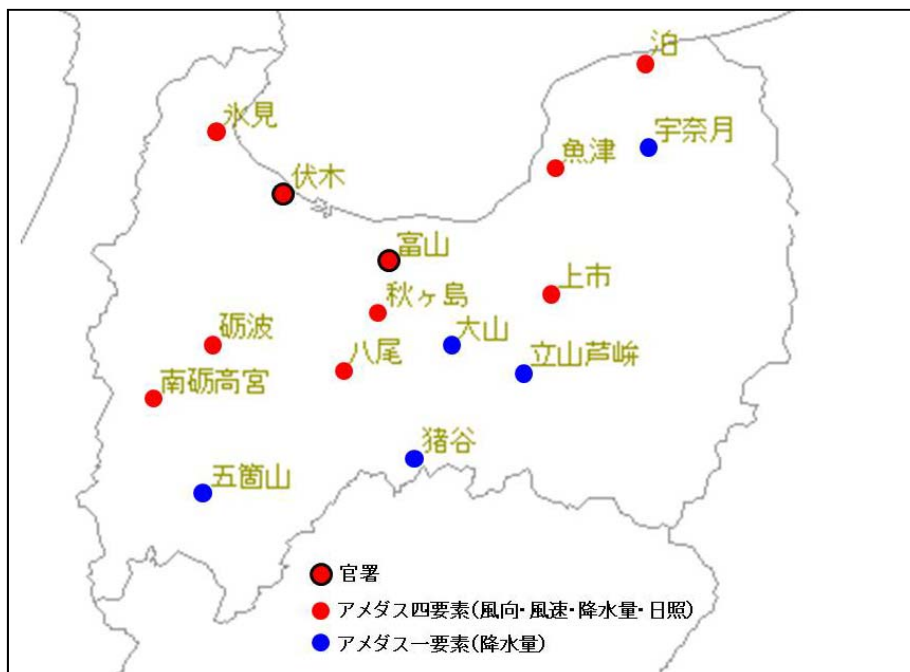 泊
氷見
宇奈月
魚津
伏木
富山
上市
秋ヶ島
砺波
大山
八尾
立山芦峅
南砺高宮
猪谷
五箇山
官署
アメダス四要素(風向・風速・降水量・日照)
アメダス一要素(降水量)